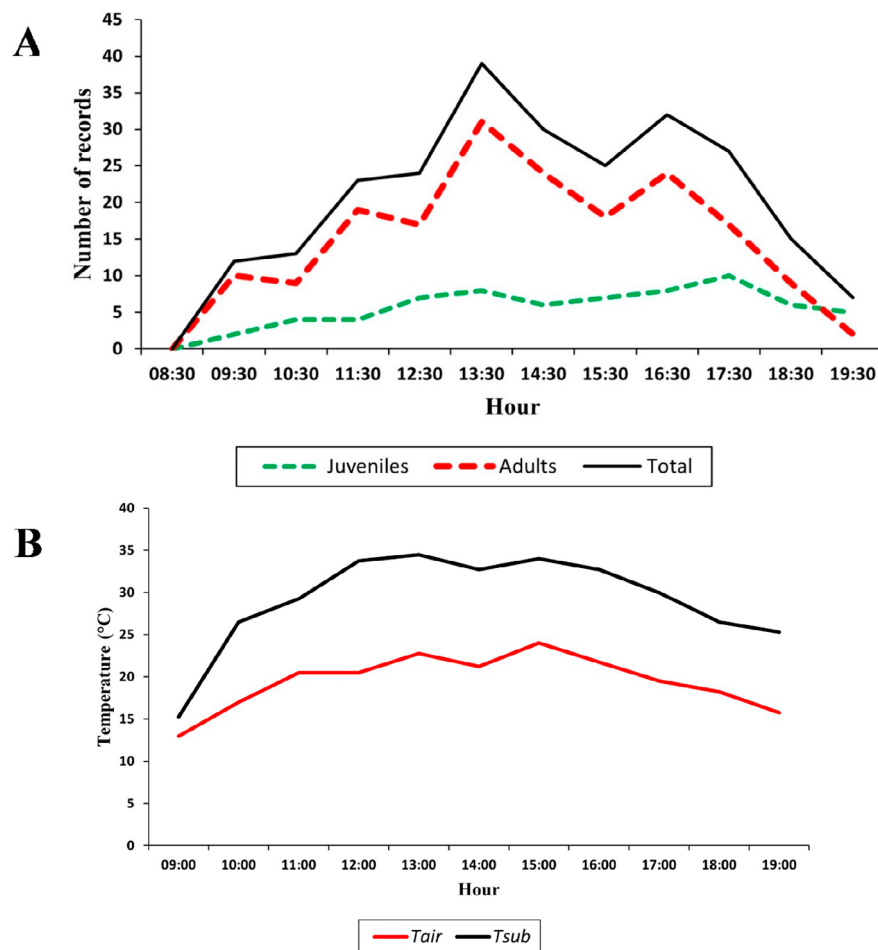 A
45
40
35
30
25
20
15
10
5
0
Number of records
08:30 09:30 10:30 11:30 12:30 13:30 14:30 15:30 16:30 17:30 18:30 19:30
Hour
Juveniles Adults Total
B
40
35
30
25
20
15
10
5
0
Temperature (°C)
09:00 10:00 11:00 12:00 13:00 14:00 15:00 16:00 17:00 18:00 19:00
Hour
Tair Tsub